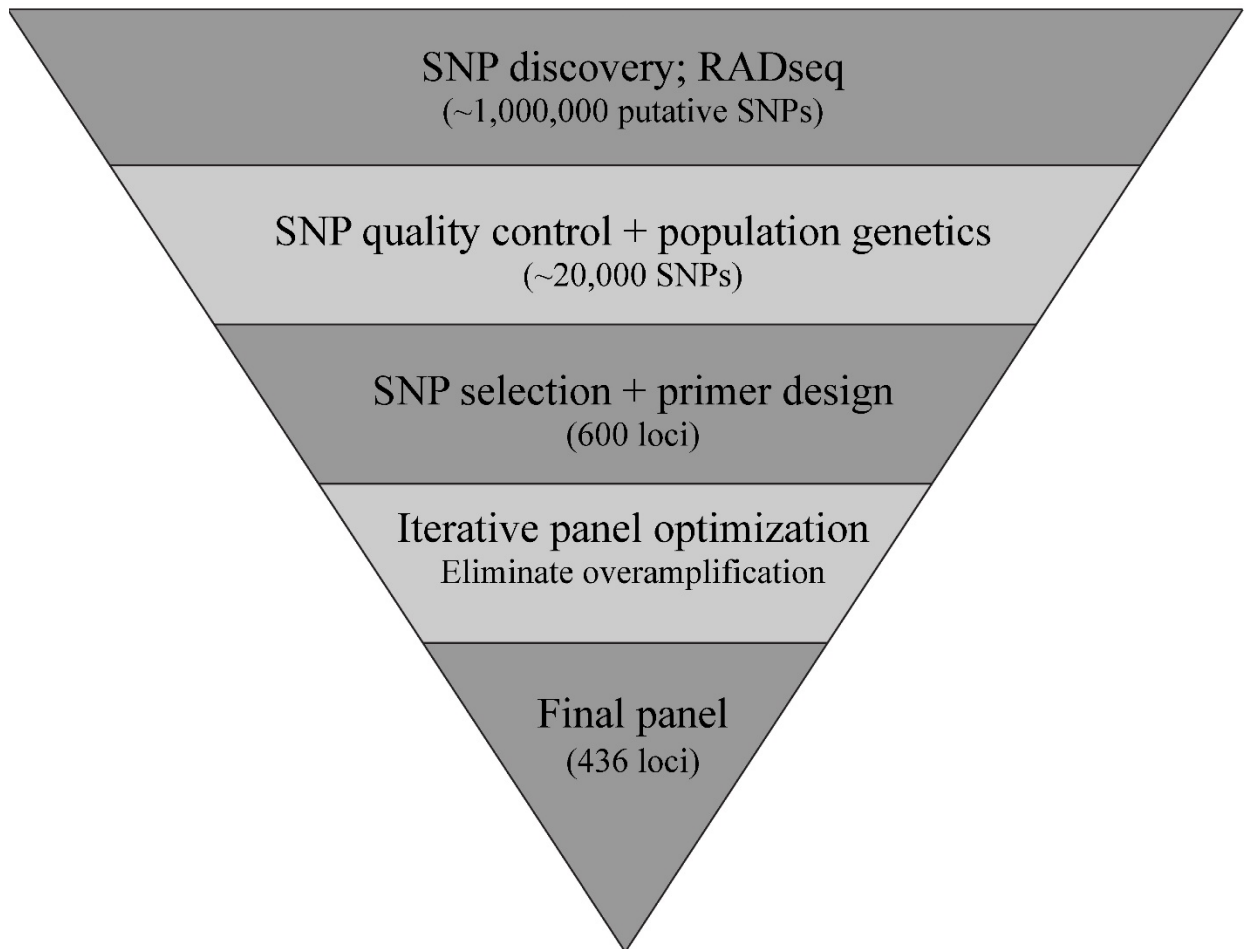 SNP discovery; RADseq
(~1,000,000 putative SNPs)
SNP quality control + population genetics
(~20,000 SNPs)
SNP selection + primer design
(600 loci)
Iterative panel optimization
Eliminate overamplification
Final panel
(436 loci)